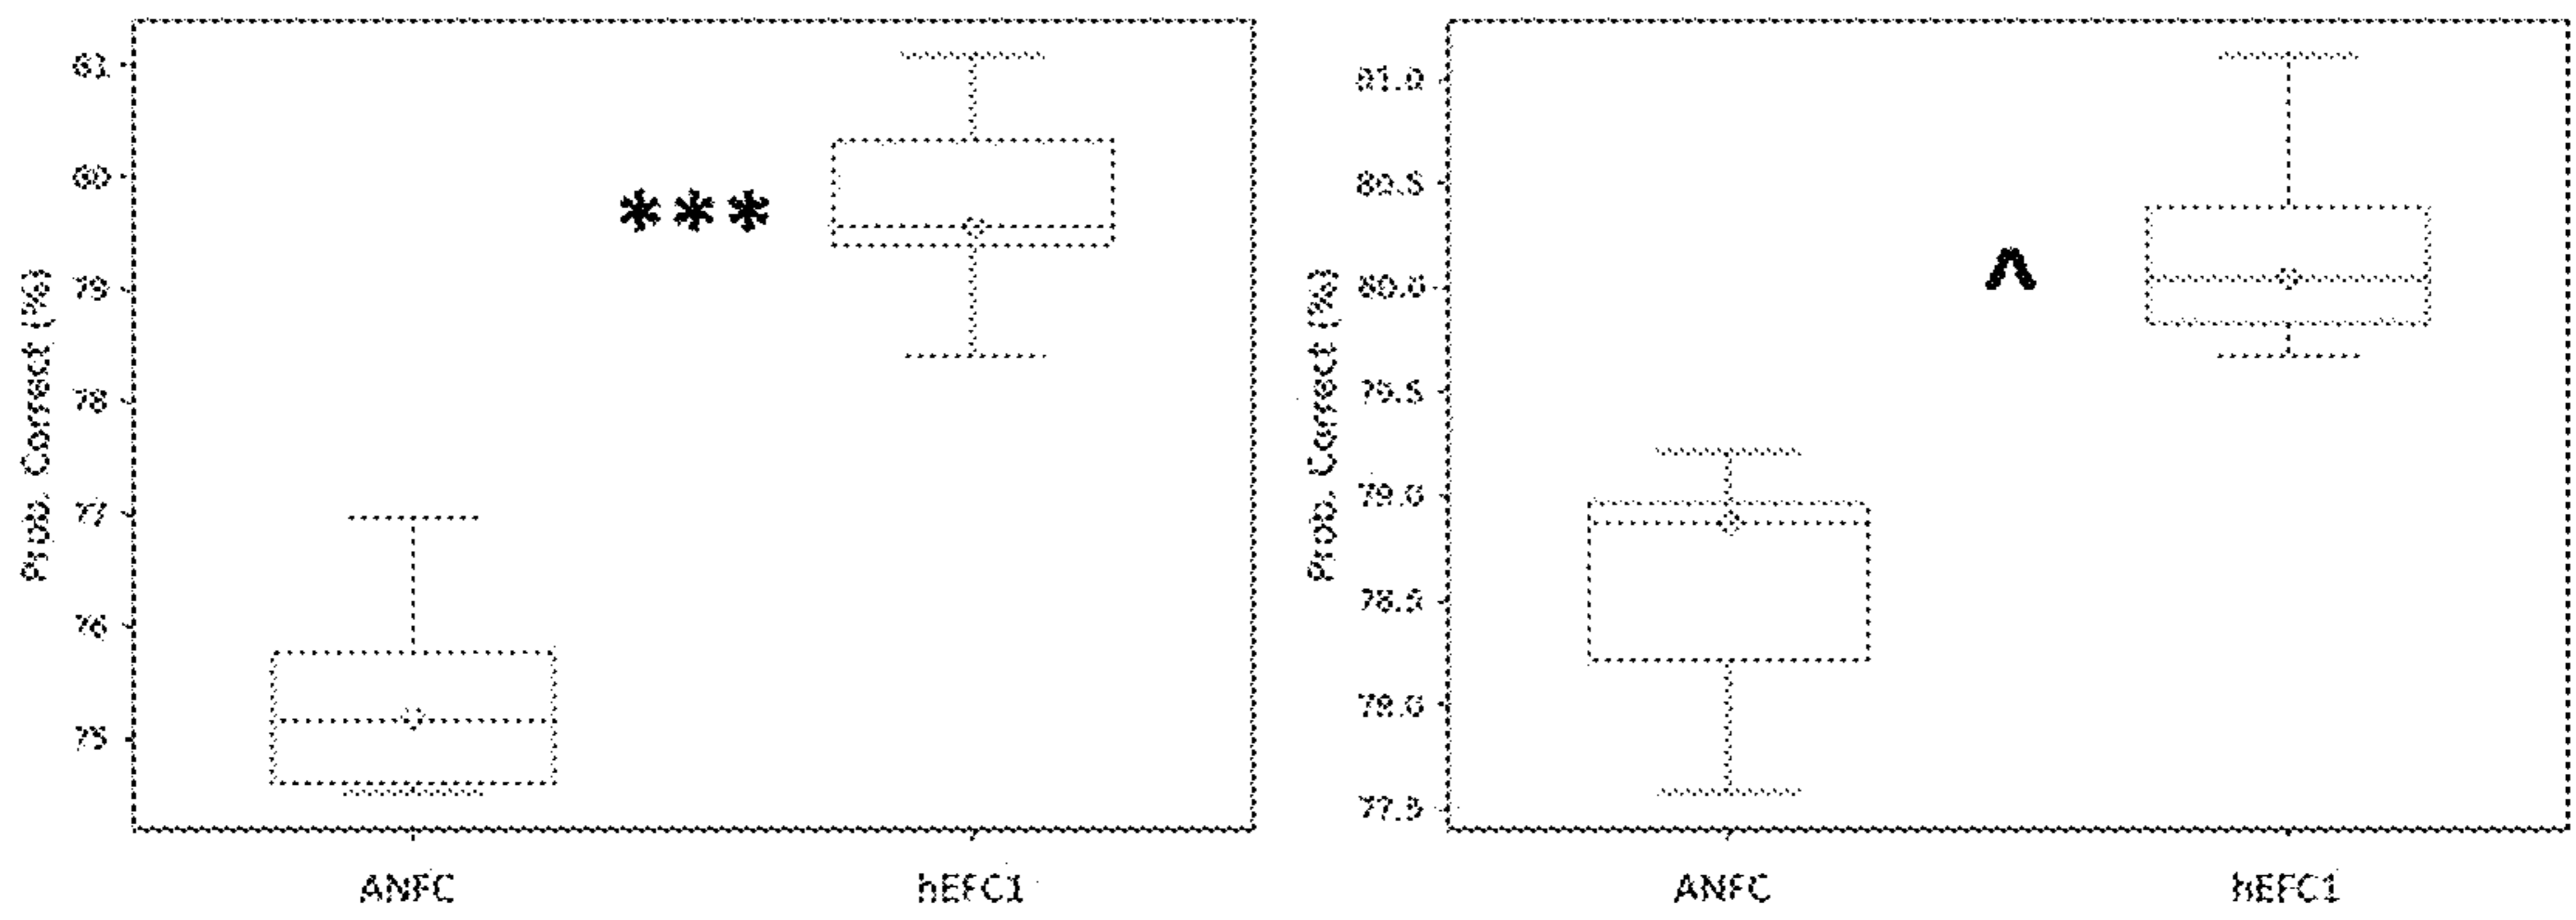 Prob. Correct (%)
81
80
79
78
77
76
75
***
ANFC
hEFC1
Prob. Correct (%)
81.0
80.5
80.0
79.5
79.0
78.5
78.0
77.5
^
ANFC
hEFC1